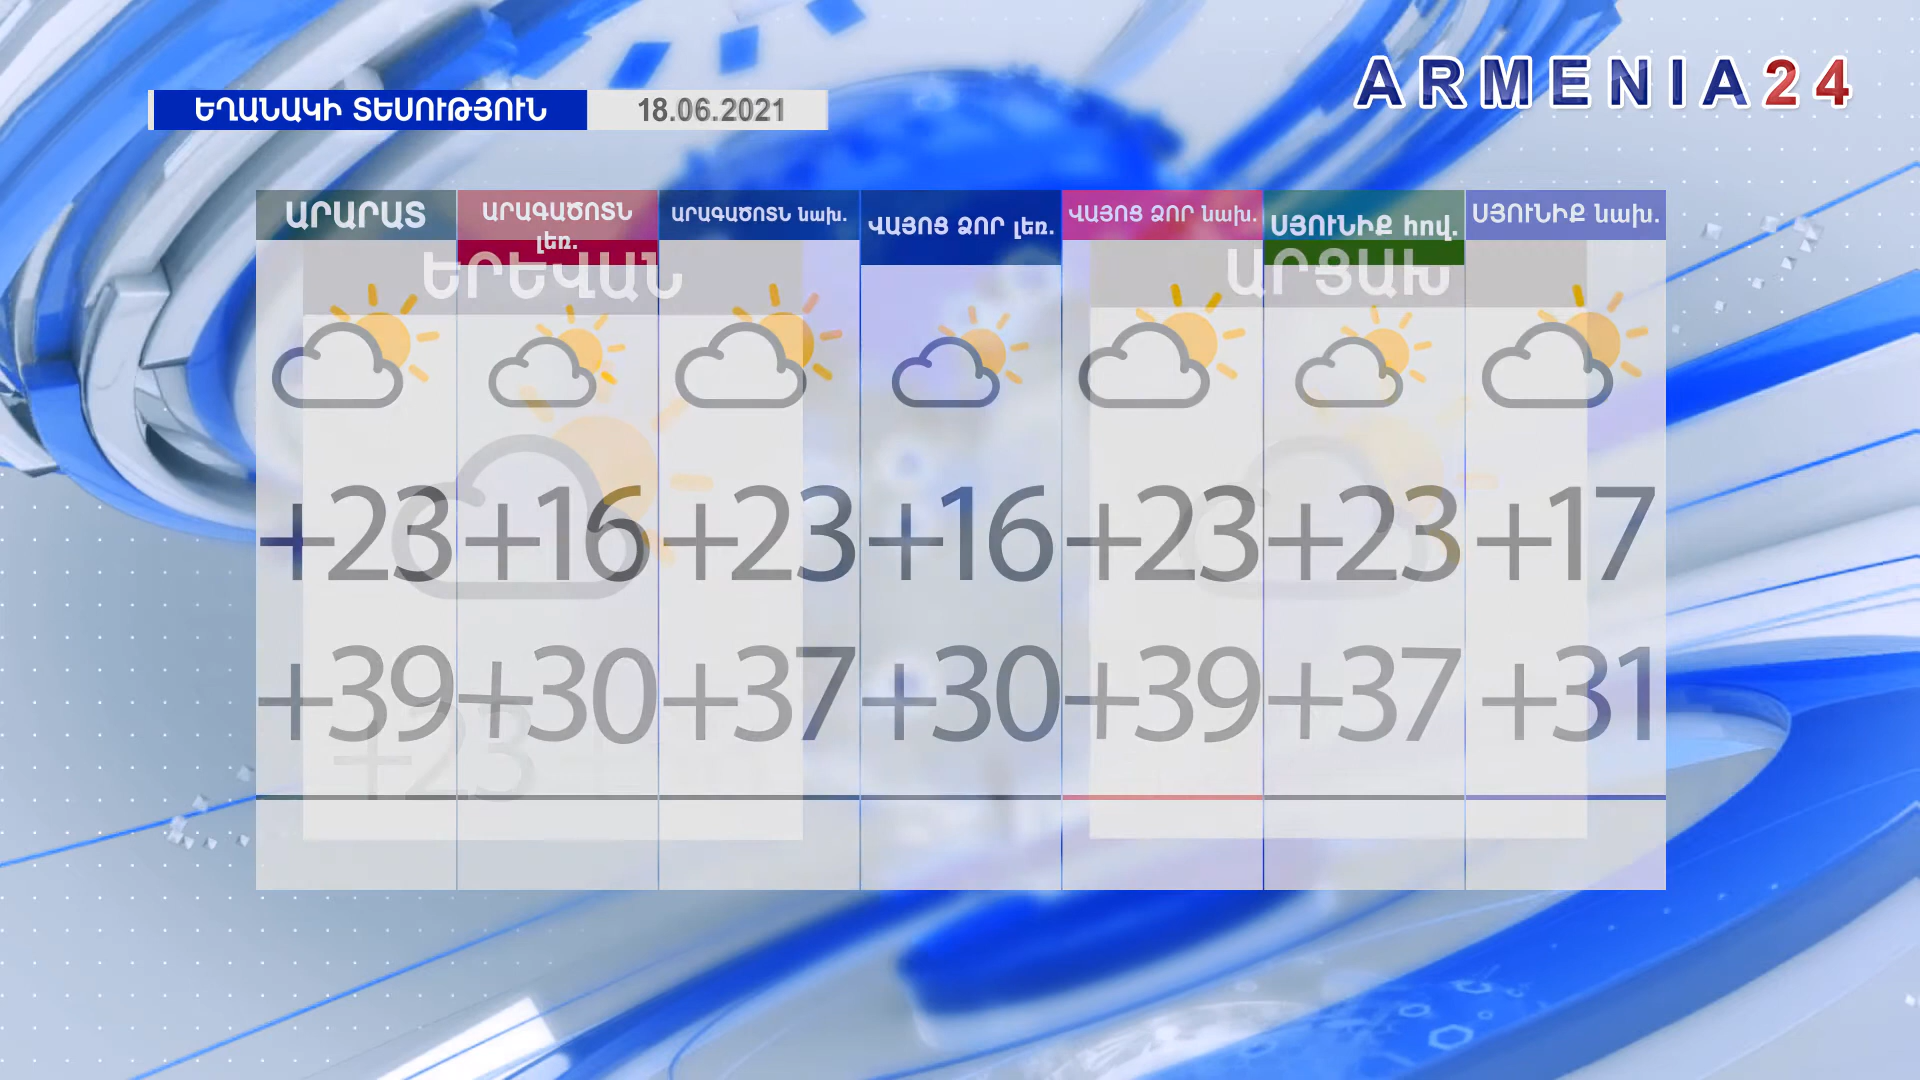 ԵՂԱՆԱԿԻ ՏԵՍՈՒԹՅՈՒՆ
18.06.2021
ARMENIA24
ԱՐԱՐԱՏ
ԱՐԱԳԱԾՈՏՆ
լեռ.
ԱՐԱԳԱԾՈՏՆ նախ.
ՎԱՅՈՑ ՁՈՐ լեռ.
ՎԱՅՈՑ ՁՈՐ նախ.
ՍՅՈՒՆԻՔ հով.
ՍՅՈՒՆԻՔ նախ.
ԵՐԵՎԱՆ
ԱՐՑԱԽ
+23 +16 +23 +16 +23 +23 +17
+39 +30 +37 +30 +39 +37 +31
+23